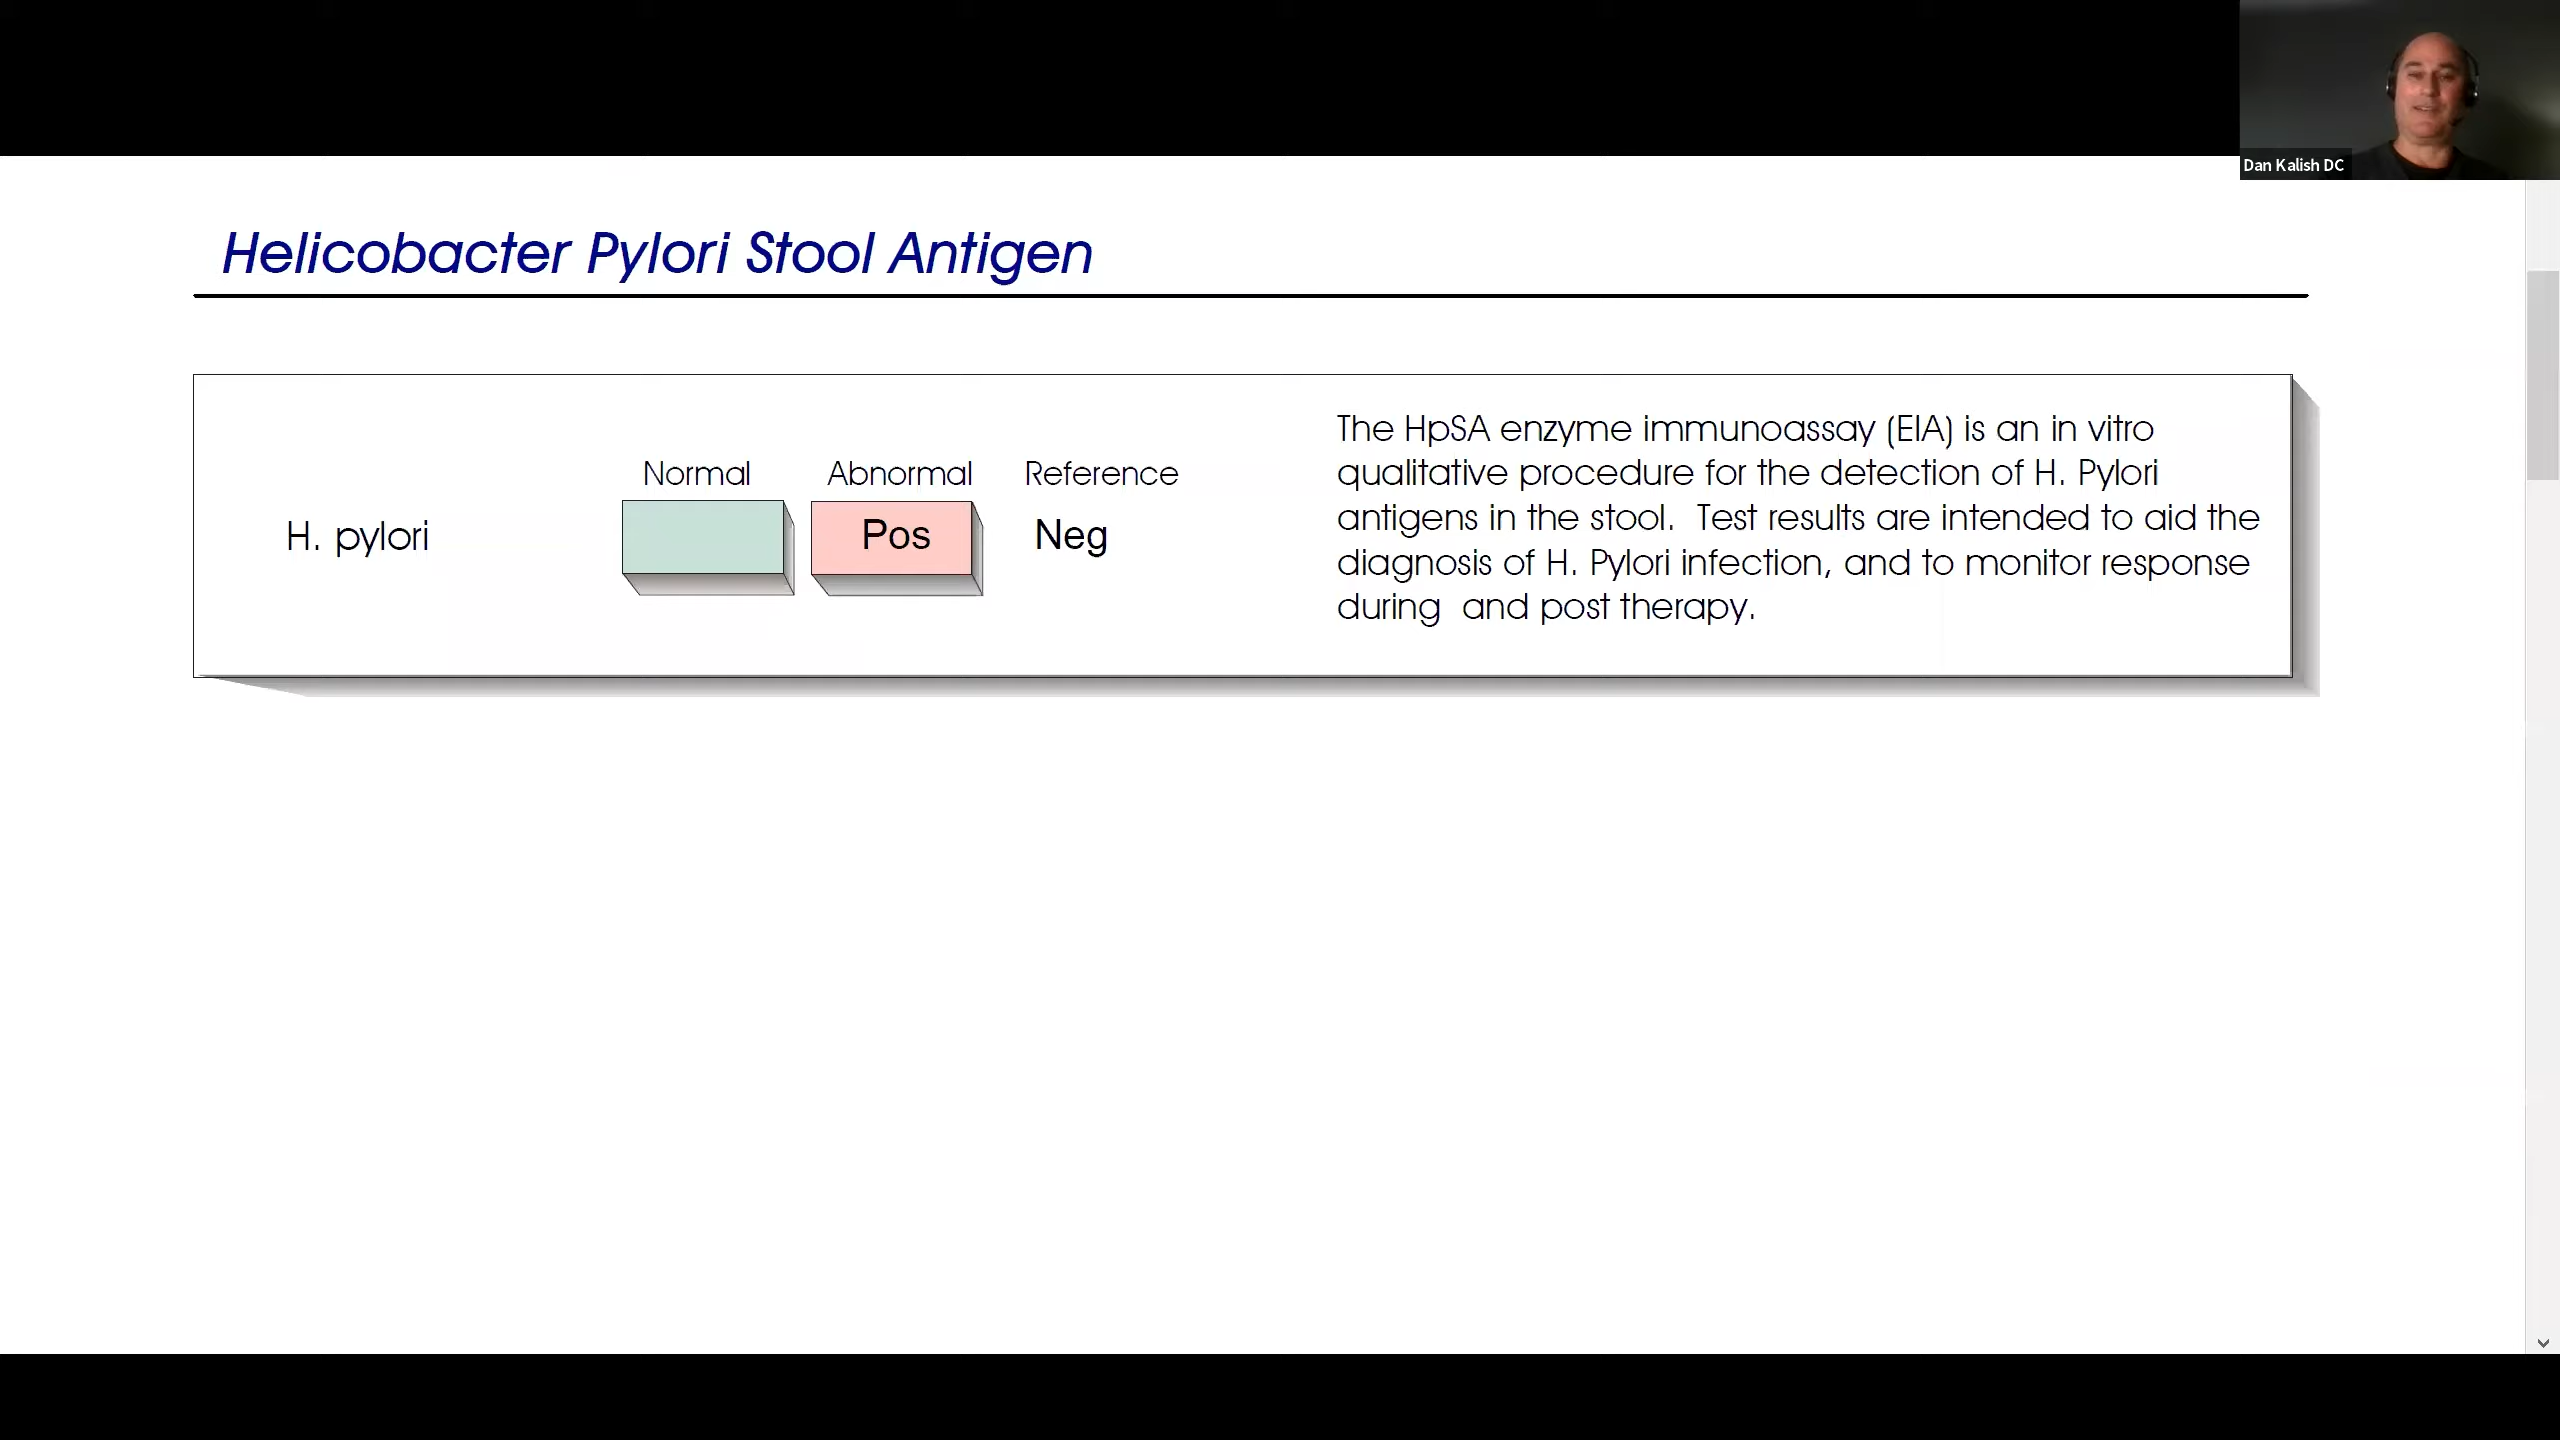 Dan Kalish DC
Helicobacter Pylori Stool Antigen
Normal Abnormal Reference
H. pylori Pos Neg
The HpSA enzyme immunoassay (EIA) is an in vitro
qualitative procedure for the detection of H. Pylori
antigens in the stool.  Test results are intended to aid the
diagnosis of H. Pylori infection, and to monitor response
during  and post therapy.